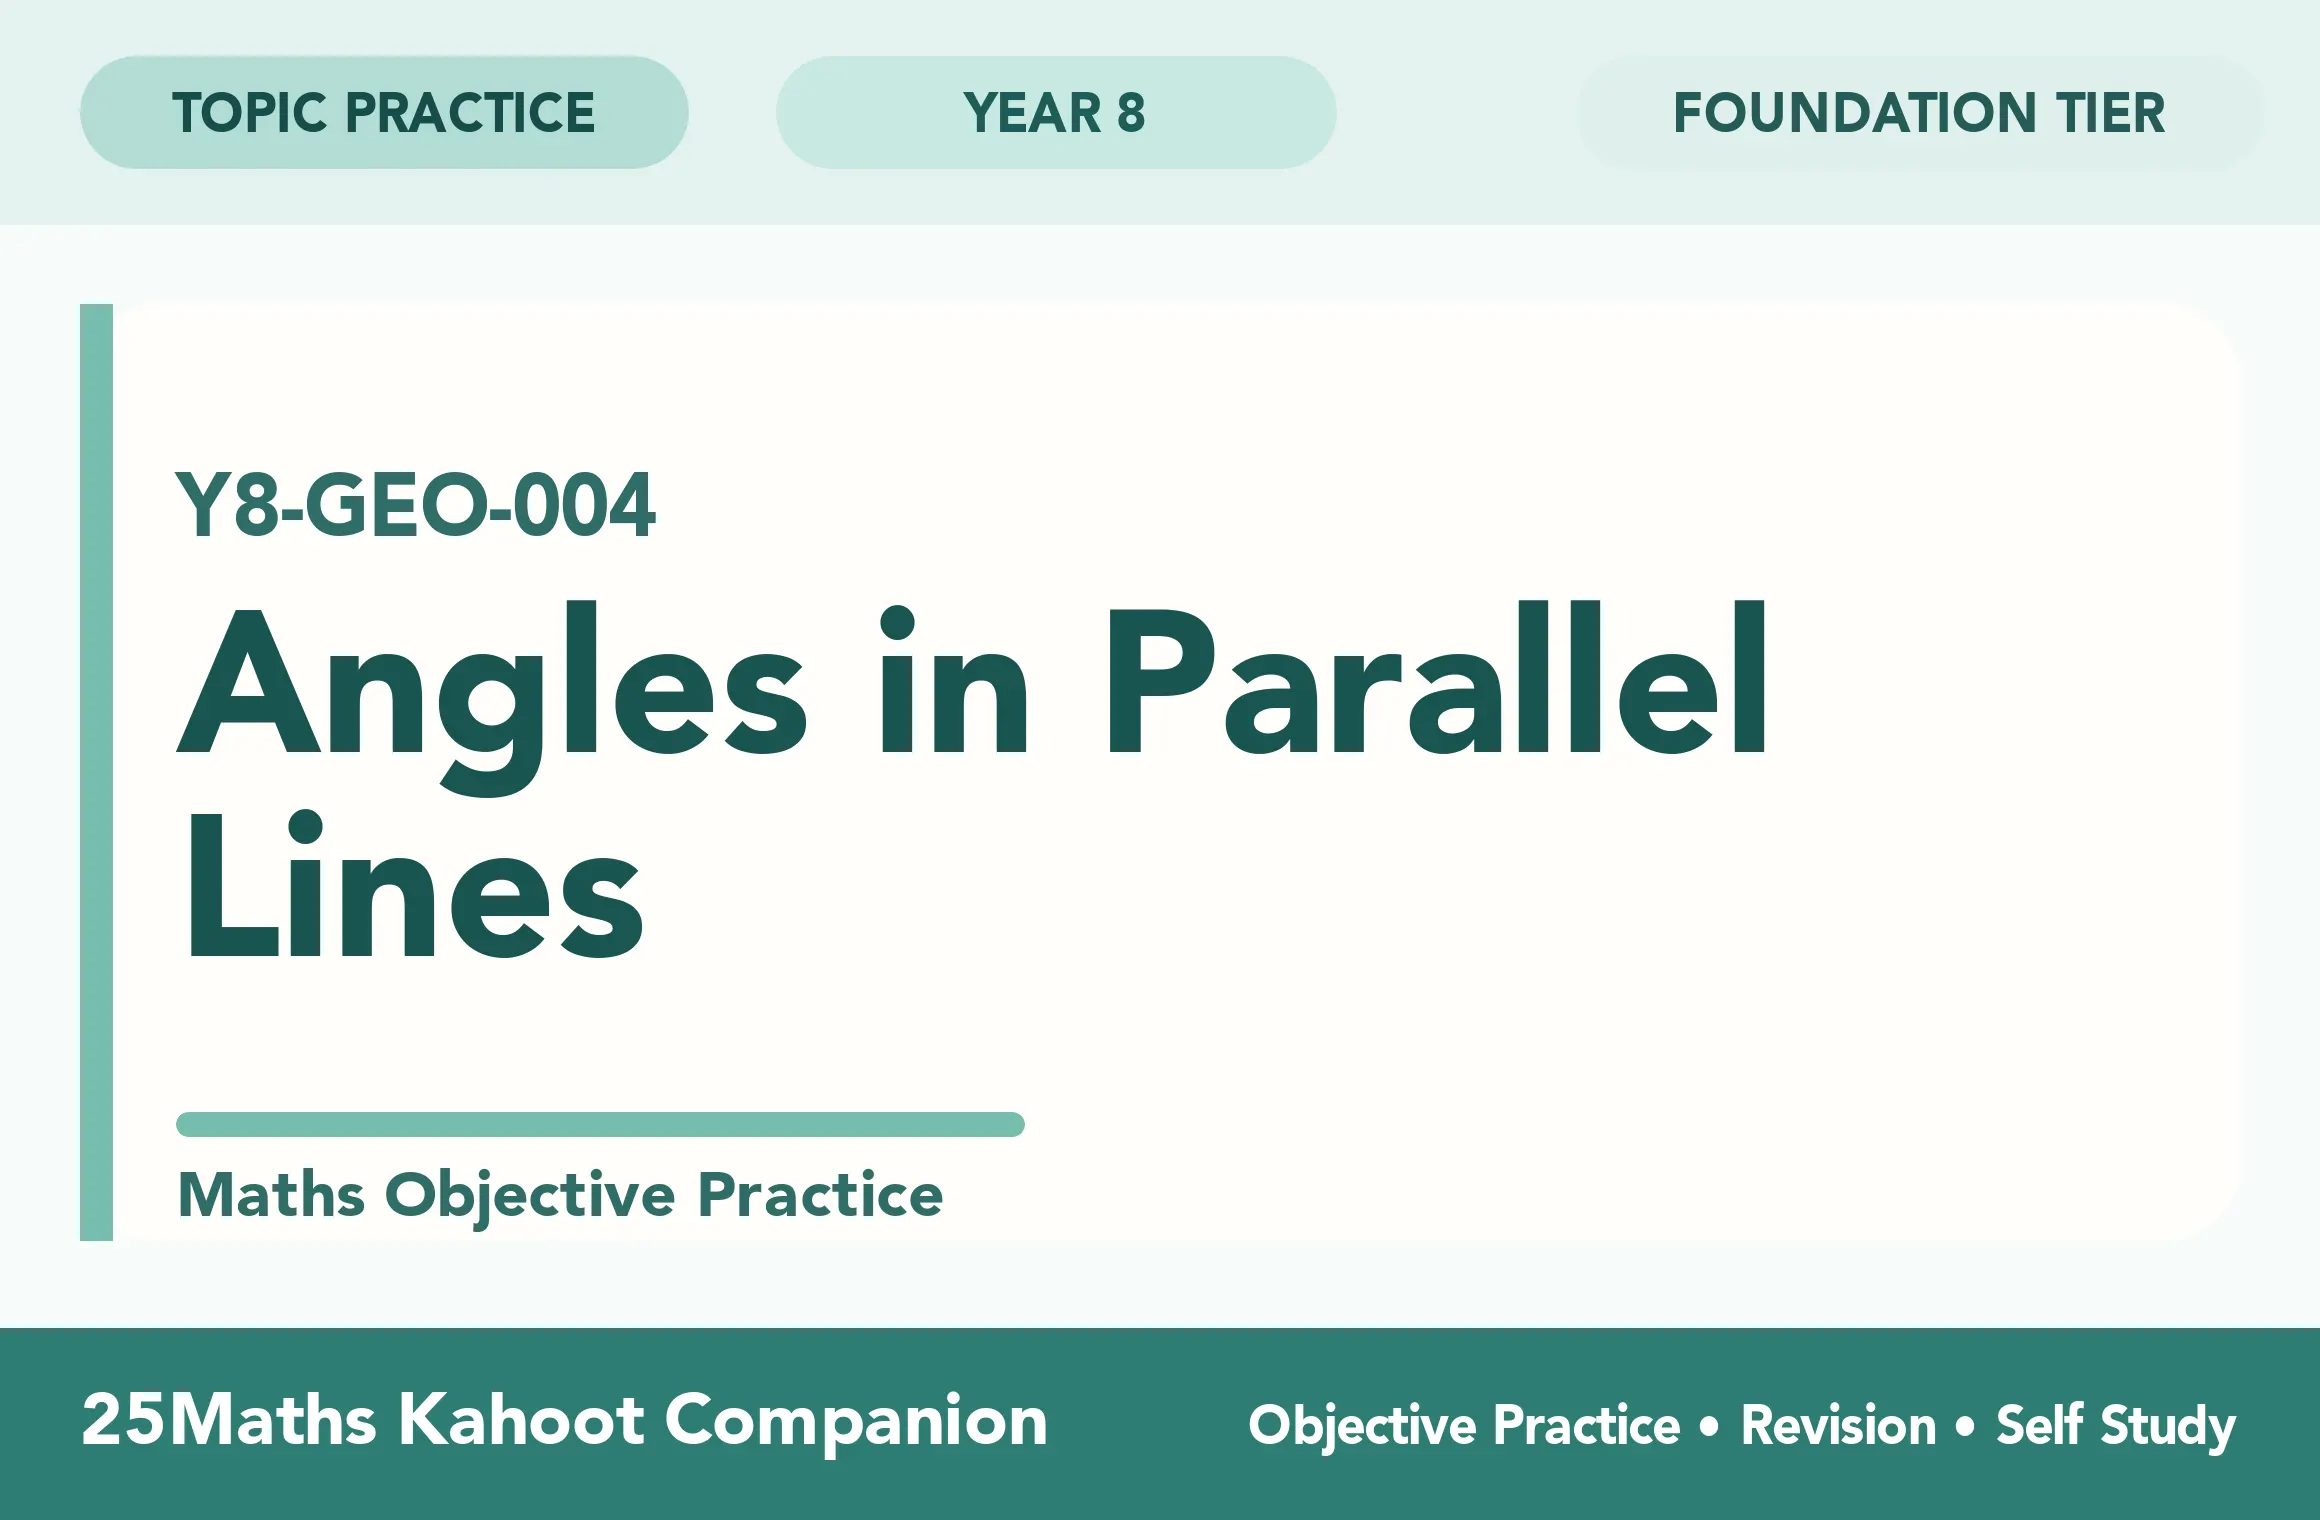 TOPIC PRACTICE
YEAR 8
FOUNDATION TIER
Y8-GEO-004
Angles in Parallel
Lines
Maths Objective Practice
25Maths Kahoot Companion
Objective Practice • Revision • Self Study